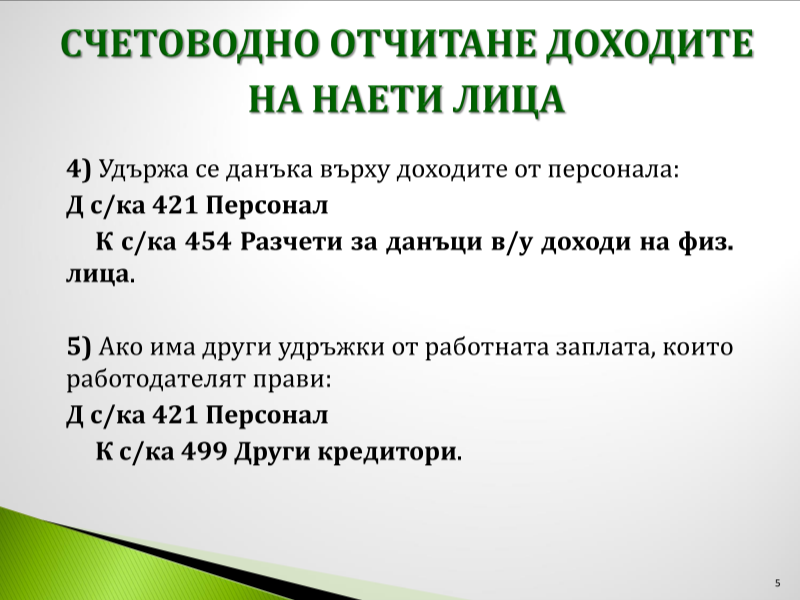 СЧЕТОВОДНО ОТЧИТАНЕ ДОХОДИТЕ
НА НАЕТИ ЛИЦА
4) Удържа се данъка върху доходите от персонала:
Д с/ка 421 Персонал
К с/ка 454 Разчети за данъци в/у доходи на физ.
лица.
5) Ако има други удръжки от работната заплата, които
работодателят прави:
Д с/ка 421 Персонал
К с/ка 499 Други кредитори.
5